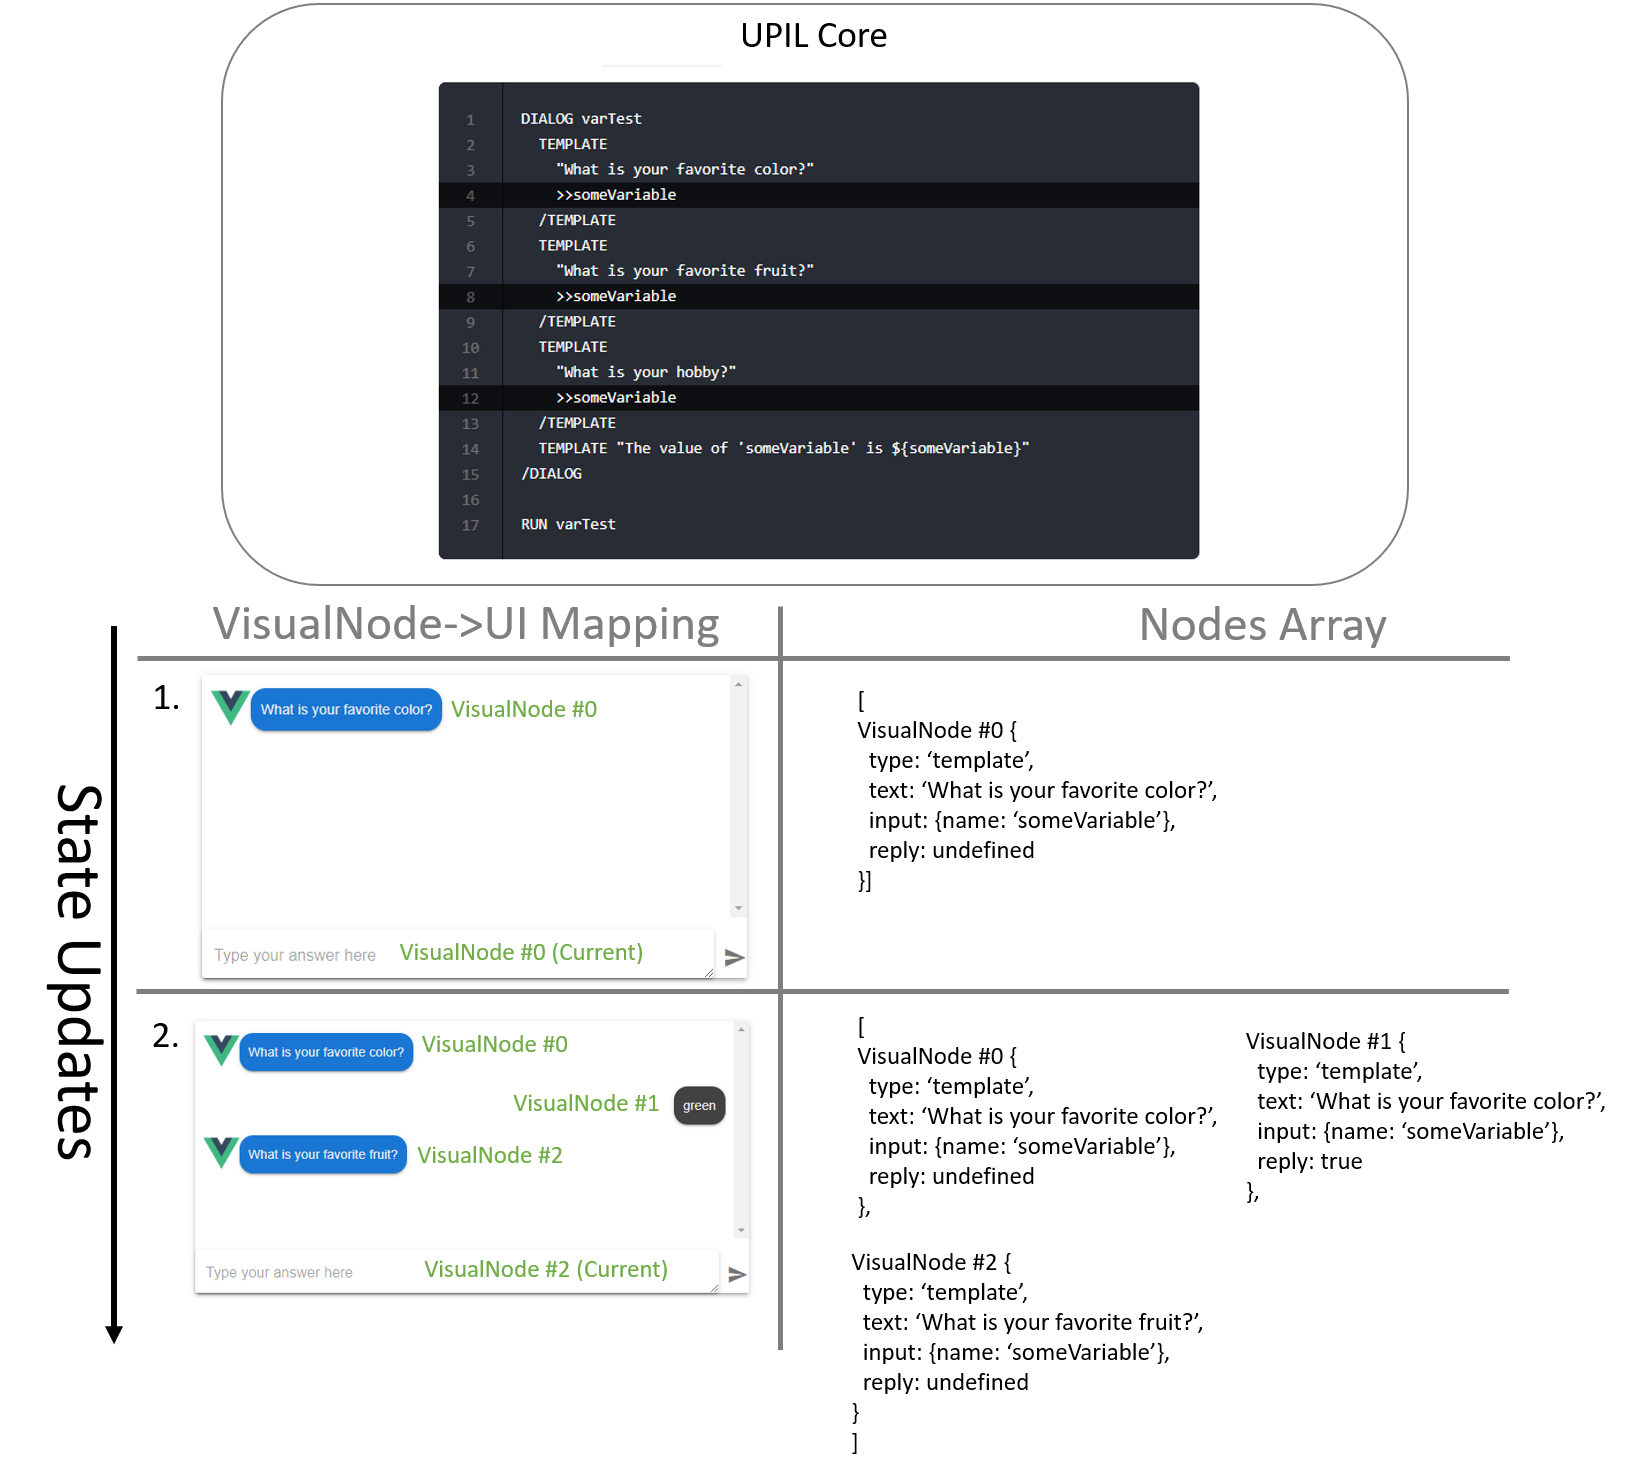 UPIL Core
1 DIALOG varTest
2 TEMPLATE
3 "What is your favorite color?"
4 >>someVariable
5 /TEMPLATE
6 TEMPLATE
7 "What is your favorite fruit?"
8 >>someVariable
9 /TEMPLATE
10 TEMPLATE
11 "What is your hobby?"
12 >>someVariable
13 /TEMPLATE
14 TEMPLATE "The value of 'someVariable' is ${someVariable}"
15 /DIALOG
16
17 RUN varTest
State Updates
VisualNode->UI Mapping
Nodes Array
1.
What is your favorite color? VisualNode #0
Type your answer here VisualNode #0 (Current)
[
VisualNode #0 {
type: ‘template’,
text: ‘What is your favorite color?’,
input: {name: ‘someVariable’},
reply: undefined
}]
2.
What is your favorite color? VisualNode #0
VisualNode #1 green
What is your favorite fruit? VisualNode #2
Type your answer here VisualNode #2 (Current)
[
VisualNode #0 {
type: ‘template’,
text: ‘What is your favorite color?’,
input: {name: ‘someVariable’},
reply: undefined
},
VisualNode #1 {
type: ‘template’,
text: ‘What is your favorite color?’,
input: {name: ‘someVariable’},
reply: true
},
VisualNode #2 {
type: ‘template’,
text: ‘What is your favorite fruit?’,
input: {name: ‘someVariable’},
reply: undefined
}
]